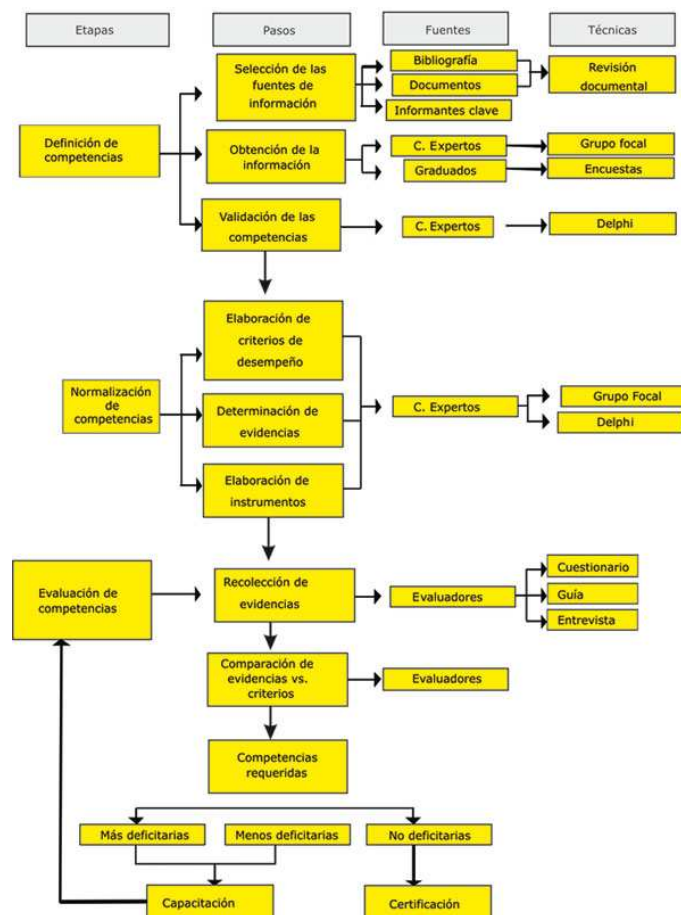 Etapas
Pasos
Fuentes
Técnicas
Selección de las
fuentes de
información
Bibliografía
Documentos
Informantes clave
Revisión
documental
Definición de
competencias
Obtención de la
información
C. Expertos
Graduados
Grupo focal
Encuestas
Validación de las
competencias
C. Expertos
Delphi
Elaboración de
criterios de
desempeño
Normalización
de
competencias
Determinación de
evidencias
C. Expertos
Grupo Focal
Delphi
Elaboración de
instrumentos
Evaluación de
competencias
Recolección de
evidencias
Evaluadores
Cuestionario
Guía
Entrevista
Comparación de
evidencias vs.
criterios
Evaluadores
Competencias
requeridas
Más deficitarias
Menos deficitarias
No deficitarias
Capacitación
Certificación